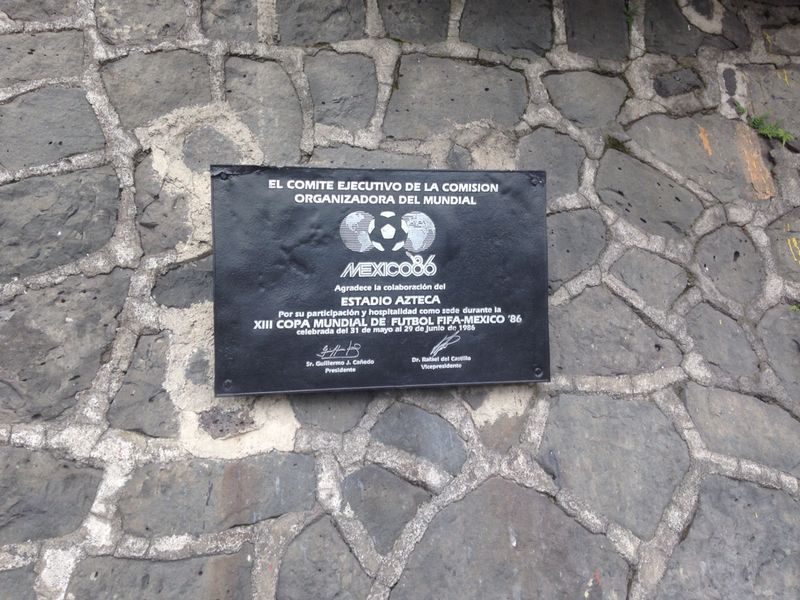 EL COMITE EJECUTIVO DE LA COMISION
ORGANIZADORA DEL MUNDIAL
MEXICO86
Agradece la colaboración del
ESTADIO AZTECA
Por su participación y hospitalidad como sede durante la
XIII COPA MUNDIAL DE FUTBOL FIFA-MEXICO '86
celebrada del 31 de mayo al 29 de junio de 1986
Sr. Guillermo J. Cañedo
Presidente
Dr. Rafael del Castillo
Vicepresidente